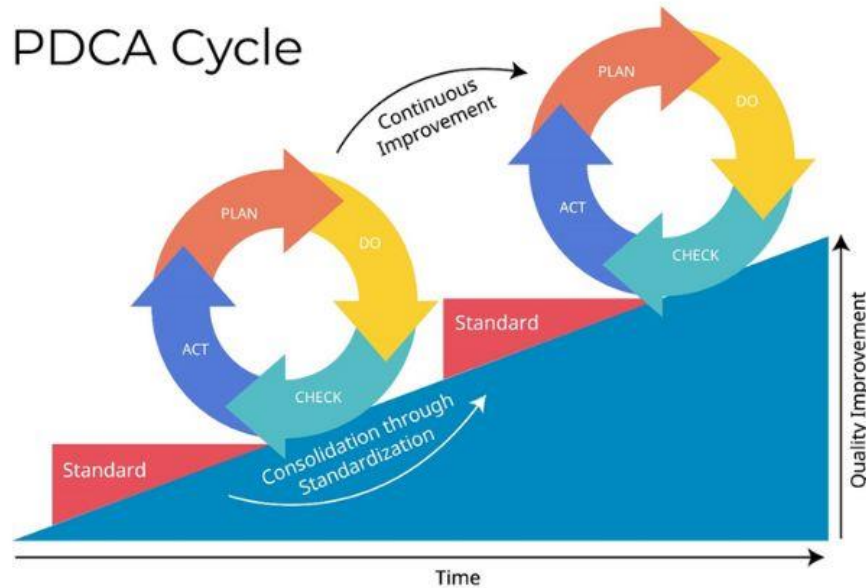 PDCA Cycle
Continuous
Improvement
PLAN
DO
CHECK
ACT
PLAN
DO
CHECK
ACT
Standard
Standard
Consolidation through
Standardization
Quality Improvement
Time